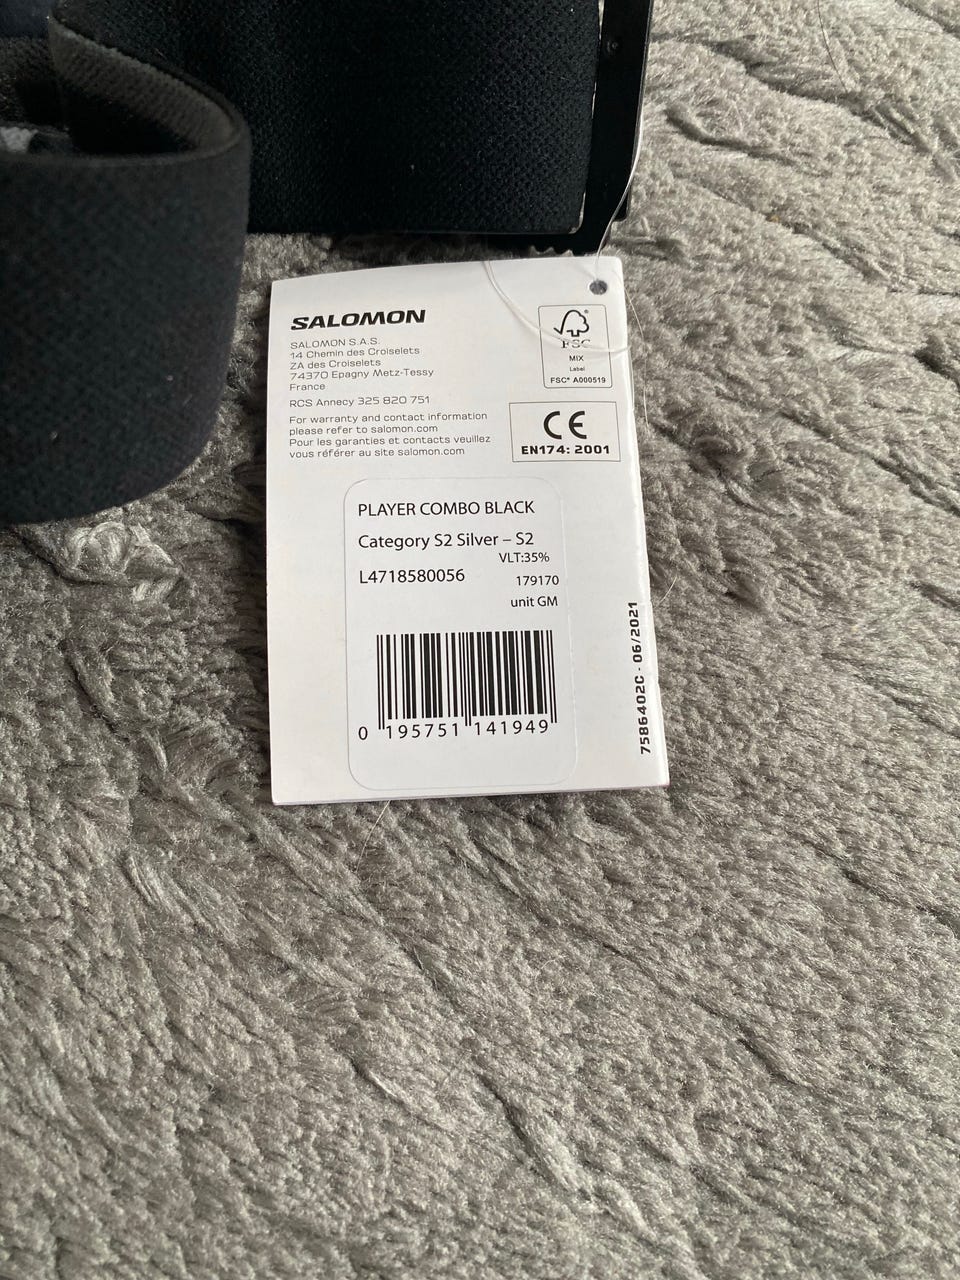 SALOMON
SALOMON S.A.S.
14 Chemin des Croiselets
ZA des Croiselets
74370 Epagny Metz-Tessy
France
RCS Annecy 325 820 751
For warranty and contact information
please refer to salomon.com
Pour les garanties et contacts veuillez
vous référer au site salomon.com
FSC
MIX
Label
FSC® A000519
CE
EN174: 2001
PLAYER COMBO BLACK
Category S2 Silver – S2
VLT:35%
L4718580056 179170
unit GM
0 195751 141949
7586402C - 06/2021